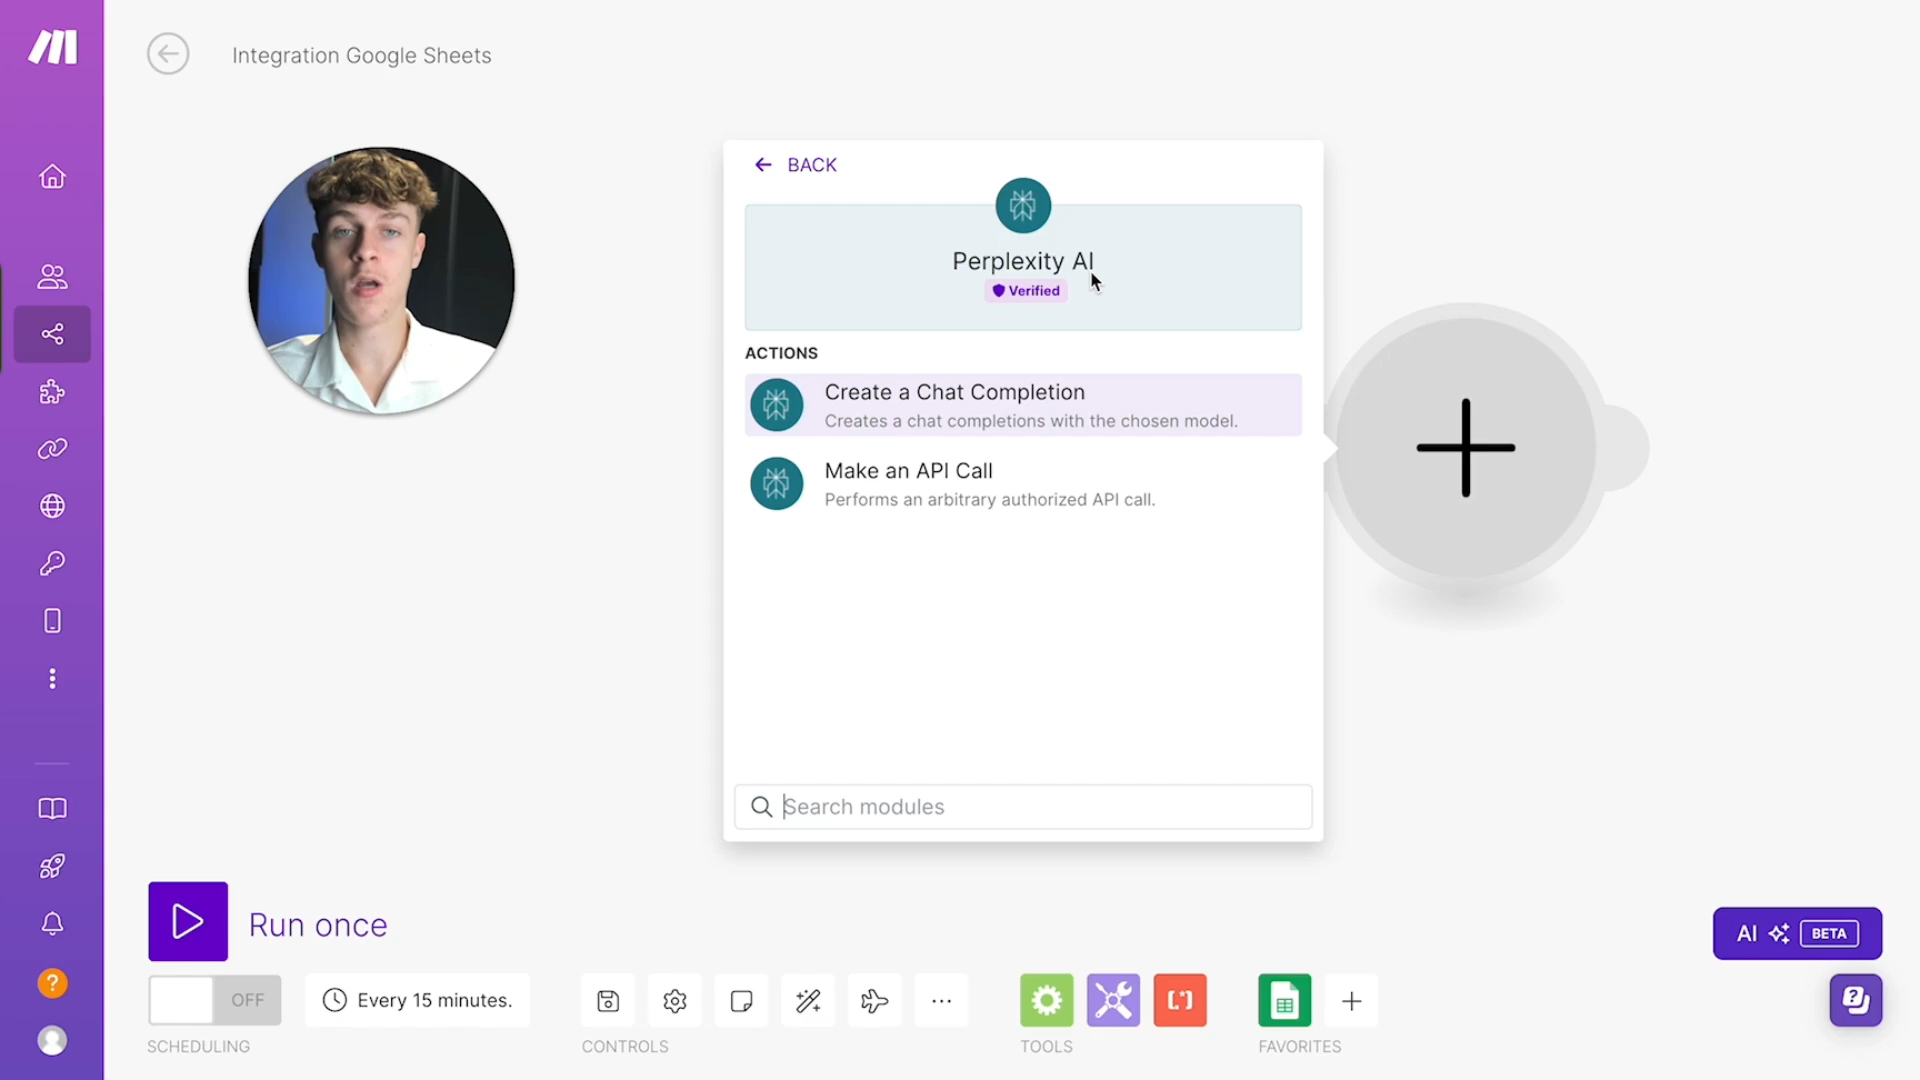 Integration Google Sheets
BACK
Perplexity AI
Verified
ACTIONS
Create a Chat Completion
Creates a chat completions with the chosen model.
Make an API Call
Performs an arbitrary authorized API call.
Search modules
Run once
AI BETA
OFF
Every 15 minutes.
SCHEDULING
CONTROLS
TOOLS
FAVORITES